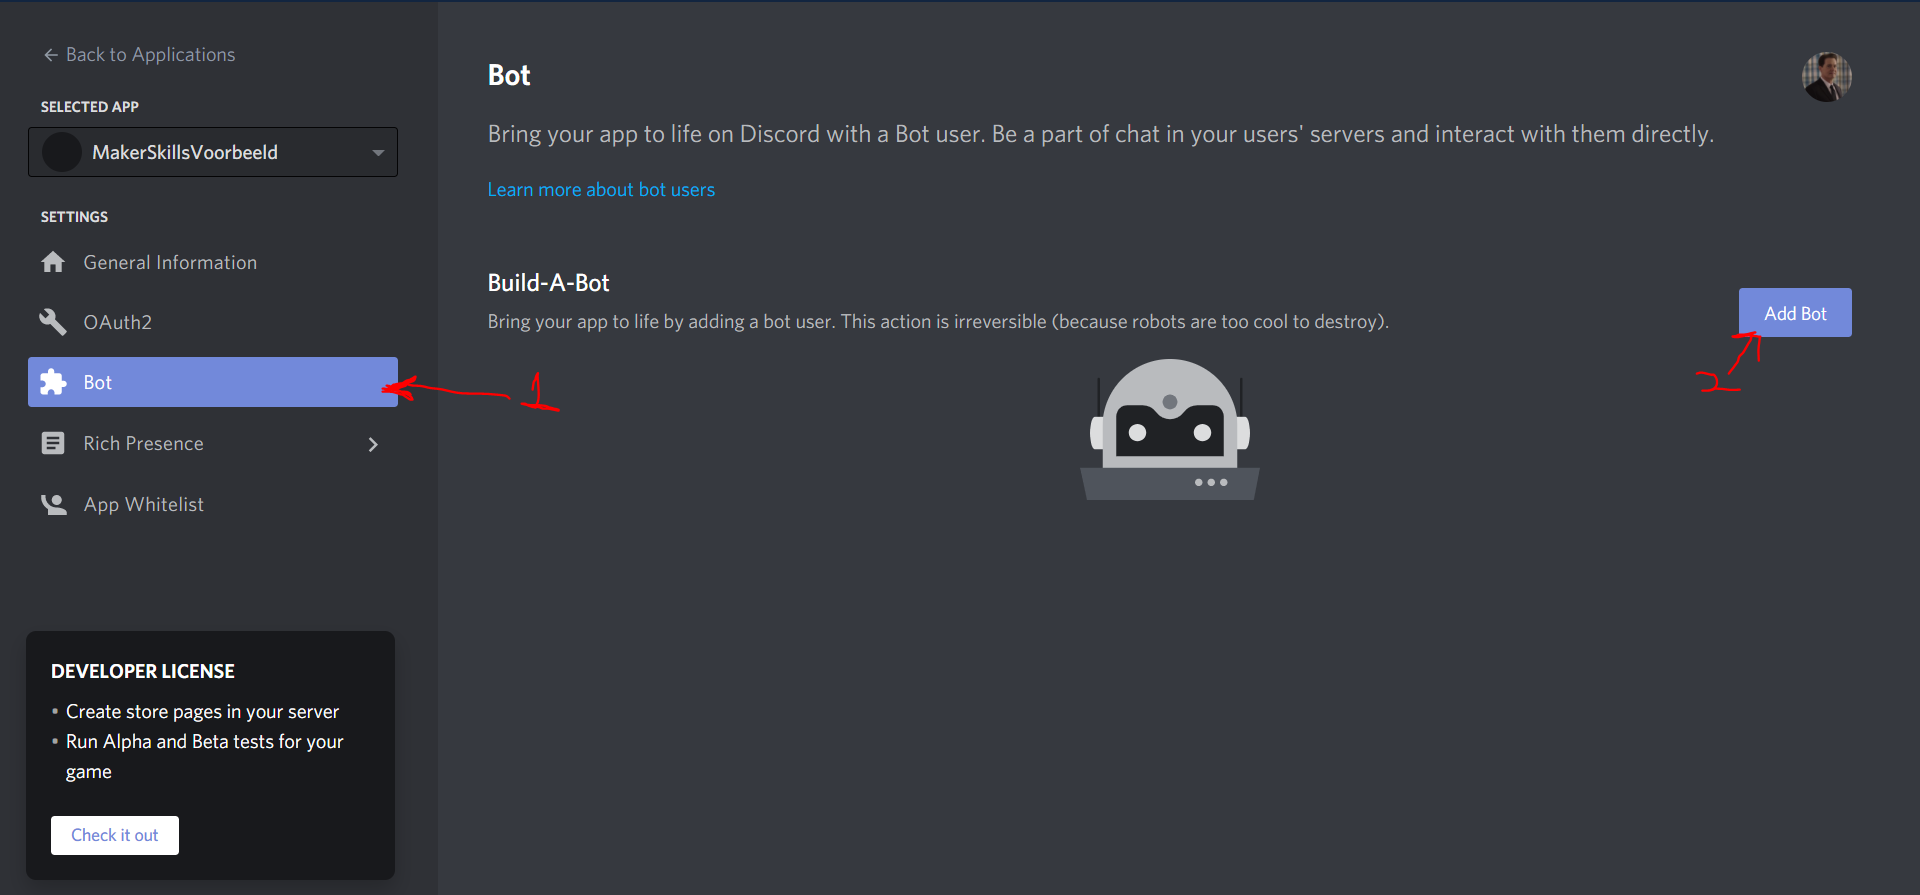 Back to Applications
SELECTED APP
MakerSkillsVoorbeeld
SETTINGS
General Information
OAuth2
Bot
Rich Presence
App Whitelist
DEVELOPER LICENSE
• Create store pages in your server
• Run Alpha and Beta tests for your
game
Check it out
Bot
Bring your app to life on Discord with a Bot user. Be a part of chat in your users' servers and interact with them directly.
Learn more about bot users
Build-A-Bot
Bring your app to life by adding a bot user. This action is irreversible (because robots are too cool to destroy).
Add Bot
1
2